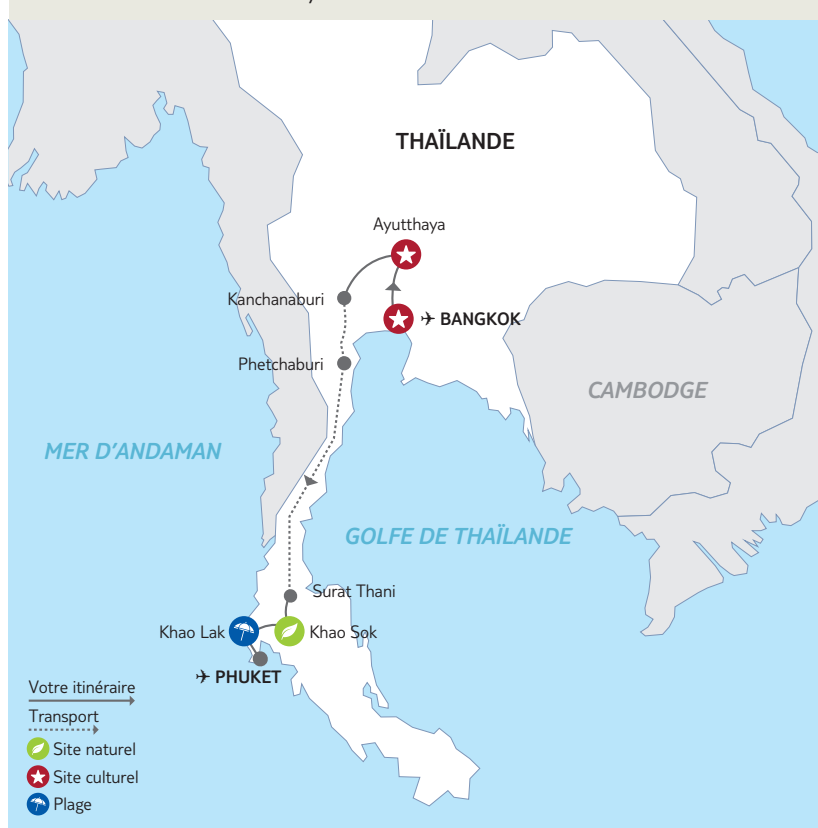 THAÏLANDE
Ayutthaya
Kanchanaburi
BANGKOK
Phetchaburi
CAMBODGE
MER D'ANDAMAN
GOLFE DE THAÏLANDE
Surat Thani
Khao Lak
Khao Sok
PHUKET
Votre itinéraire
Transport
Site naturel
Site culturel
Plage